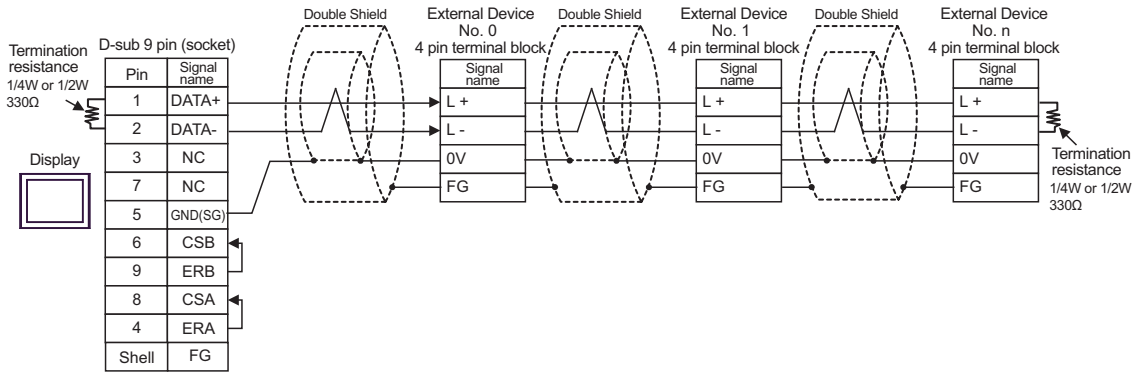 Double Shield
External Device
No. 0
4 pin terminal block
Double Shield
External Device
No. 1
4 pin terminal block
Double Shield
External Device
No. n
4 pin terminal block
Termination
resistance
1/4W or 1/2W
330Ω
D-sub 9 pin (socket)
Pin Signal name
1 DATA+
2 DATA-
3 NC
7 NC
5 GND(SG)
6 CSB
9 ERB
8 CSA
4 ERA
Shell FG
Display
Signal name
L +
L -
0V
FG
Signal name
L +
L -
0V
FG
Signal name
L +
L -
0V
FG
Termination
resistance
1/4W or 1/2W
330Ω